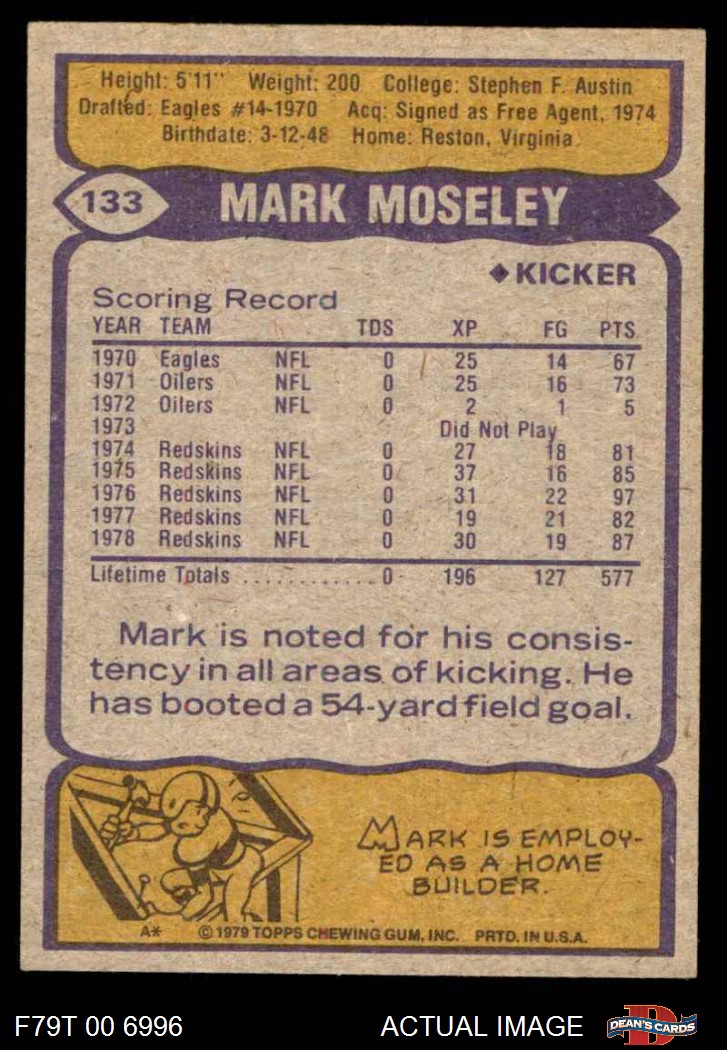 Height: 5'11" Weight: 200 College: Stephen F. Austin
Drafted: Eagles #14-1970 Acq: Signed as Free Agent, 1974
Birthdate: 3-12-48 Home: Reston, Virginia
133 MARK MOSELEY
◆ KICKER
Scoring Record
YEAR TEAM TDS XP FG PTS
1970 Eagles NFL 0 25 14 67
1971 Oilers NFL 0 25 16 73
1972 Oilers NFL 0 2 1 5
1973 Did Not Play
1974 Redskins NFL 0 27 18 81
1975 Redskins NFL 0 37 16 85
1976 Redskins NFL 0 31 22 97
1977 Redskins NFL 0 19 21 82
1978 Redskins NFL 0 30 19 87
Lifetime Totals ............ 0 196 127 577
Mark is noted for his consis-
tency in all areas of kicking. He
has booted a 54-yard field goal.
MARK IS EMPLOY-
ED AS A HOME
BUILDER.
A* © 1979 TOPPS CHEWING GUM, INC. PRTD. IN U.S.A.
F79T 00 6996 ACTUAL IMAGE D DEAN'S CARDS